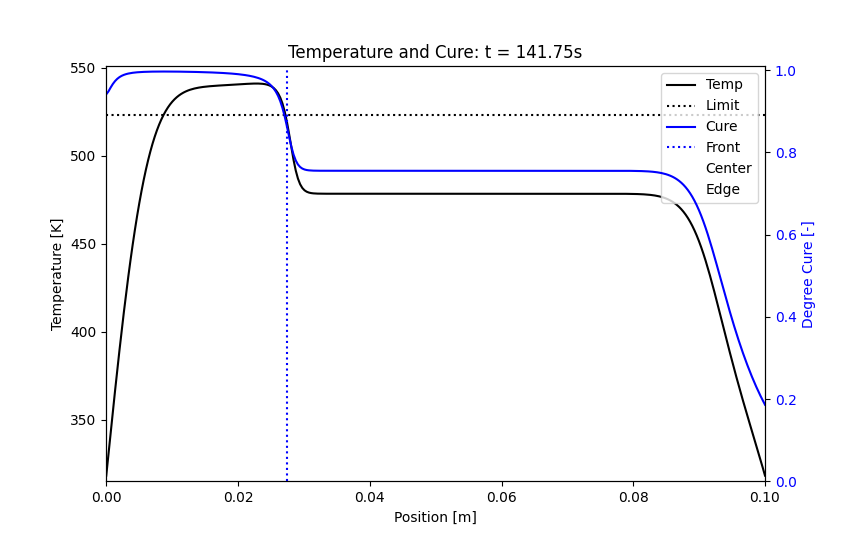 Temperature and Cure: t = 141.75s
550
500
450
400
350
Temperature [K]
1.0
0.8
0.6
0.4
0.2
0.0
Degree Cure [-]
Temp
Limit
Cure
Front
Center
Edge
0.00 0.02 0.04 0.06 0.08 0.10
Position [m]